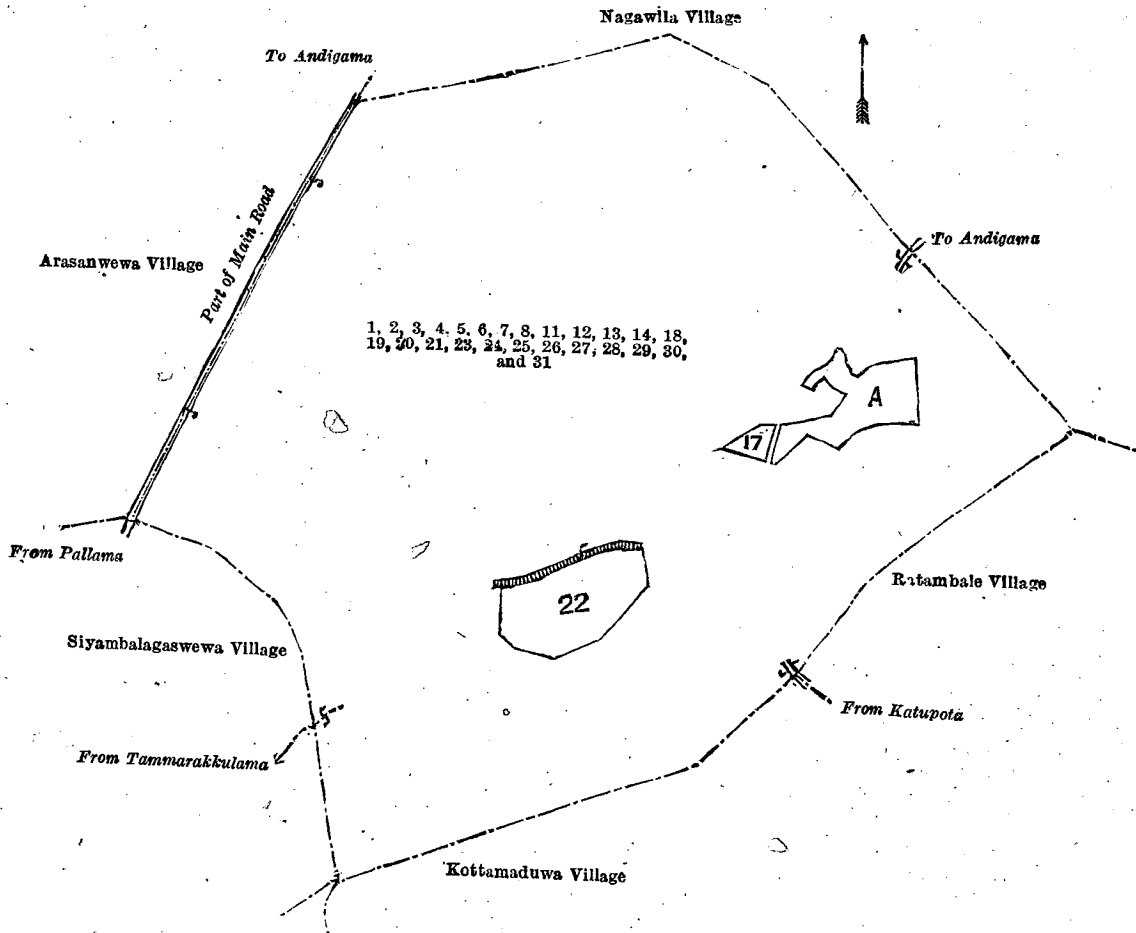 Nagawila Village
To Andigama
Part of Main Road
Arasanwewa Village
To Andigama
1, 2, 3, 4, 5, 6, 7, 8, 11, 12, 13, 14, 18,
19, 20, 21, 23, 24, 25, 26, 27, 28, 29, 30,
and 31
A
17
From Pallama
22
Ratambale Village
Siyambalagaswewa Village
From Katupota
From Tammarakkulama
Kottamaduwa Village